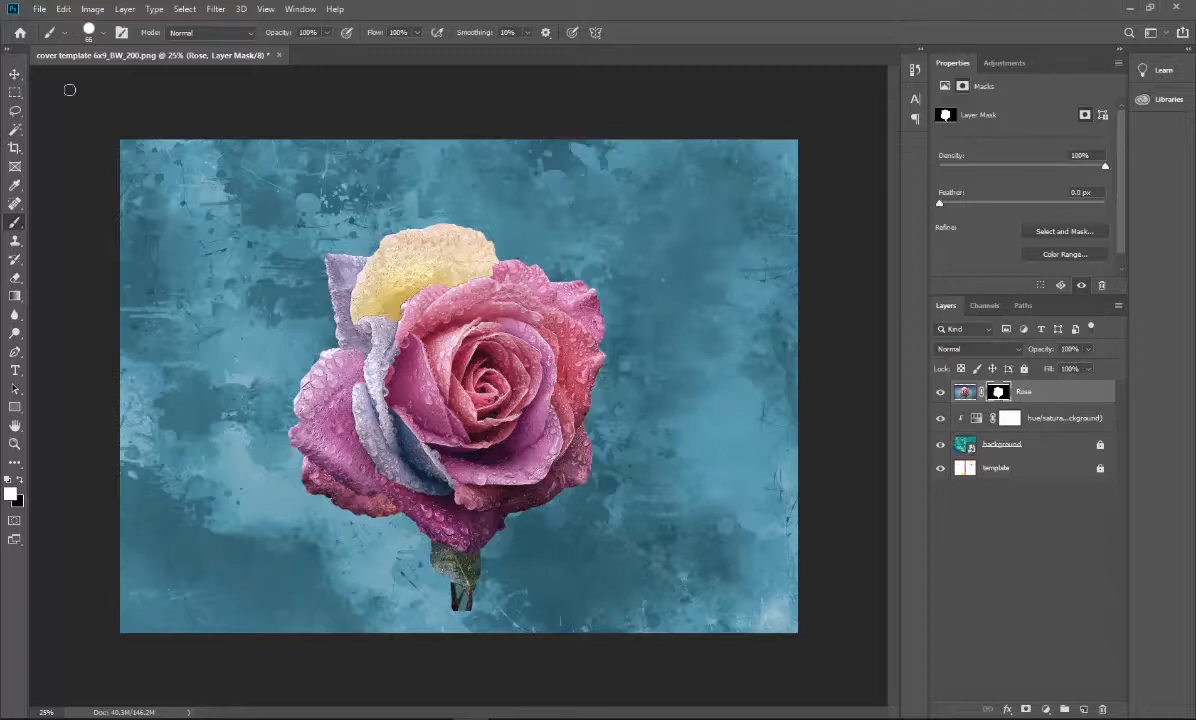 Ps File Edit Image Layer Type Select Filter 3D View Window Help
66 Mode: Normal Opacity: 100% Flow: 100% Smoothing: 10%
cover template 6x9_BW_200.png @ 25% (Rose, Layer Mask/8) * ×
Properties Adjustments
Learn
Masks
Libraries
Layer Mask
Density: 100%
Feather: 0.0 px
Refine: Select and Mask...
Color Range...
Layers Channels Paths
Kind
Normal Opacity: 100%
Lock: Fill: 100%
Rose
hue/satura...ckground)
background
template
25% Doc: 40.3M/146.2M
fx